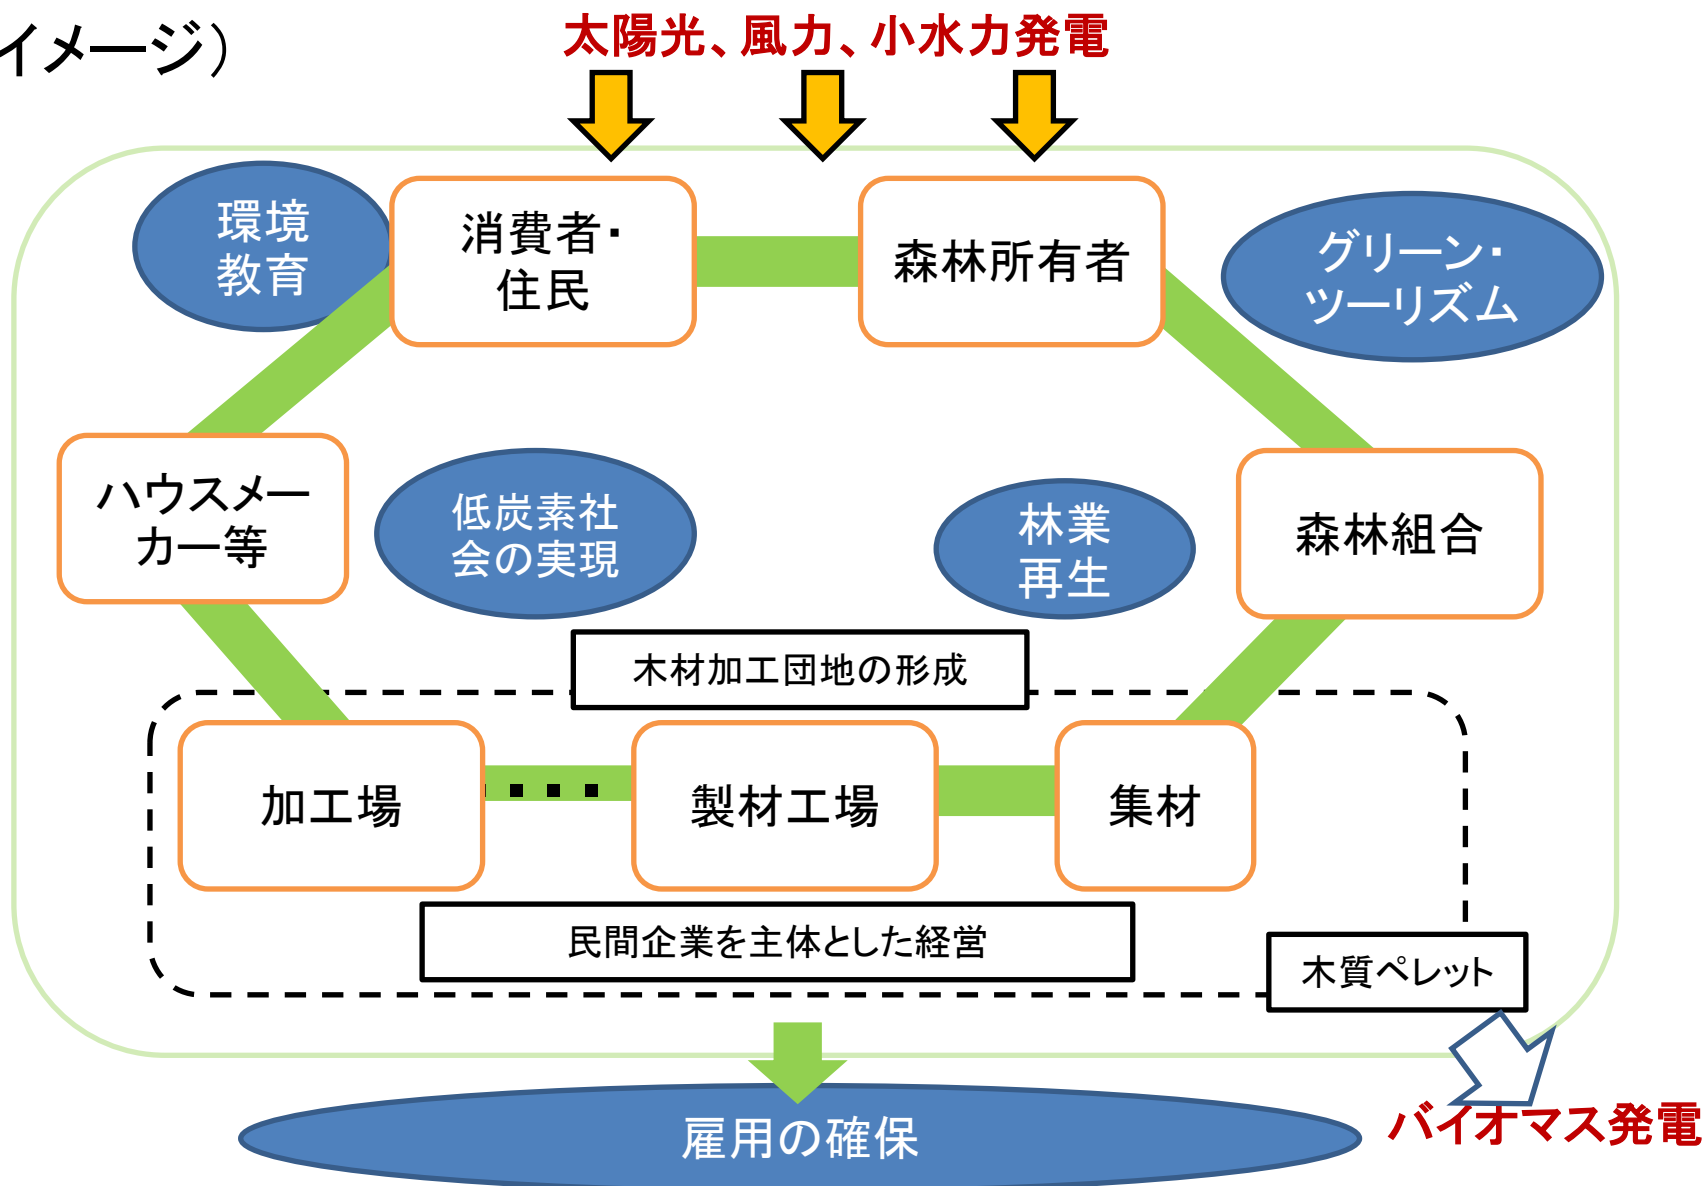 イメージ）
太陽光、風力、小水力発電
環境
教育
消費者・
住民
森林所有者
グリーン・
ツーリズム
ハウスメー
カー等
低炭素社
会の実現
林業
再生
森林組合
木材加工団地の形成
加工場
・・・・
製材工場
集材
民間企業を主体とした経営
木質ペレット
雇用の確保
バイオマス発電